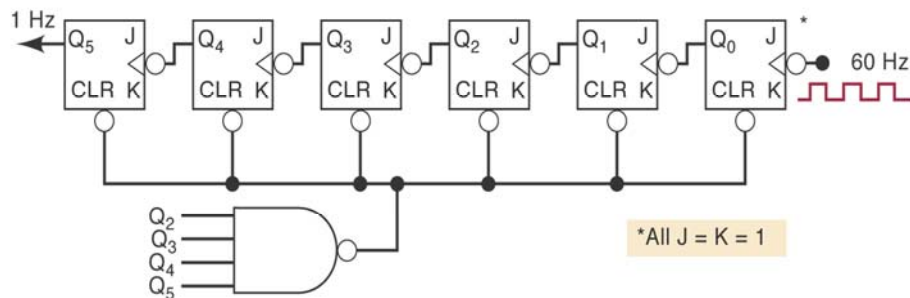 1 Hz
Q5 J Q4 J Q3 J Q2 J Q1 J Q0 J *
60 Hz
CLR K CLR K CLR K CLR K CLR K CLR K
Q2
Q3
Q4
Q5
*All J = K = 1